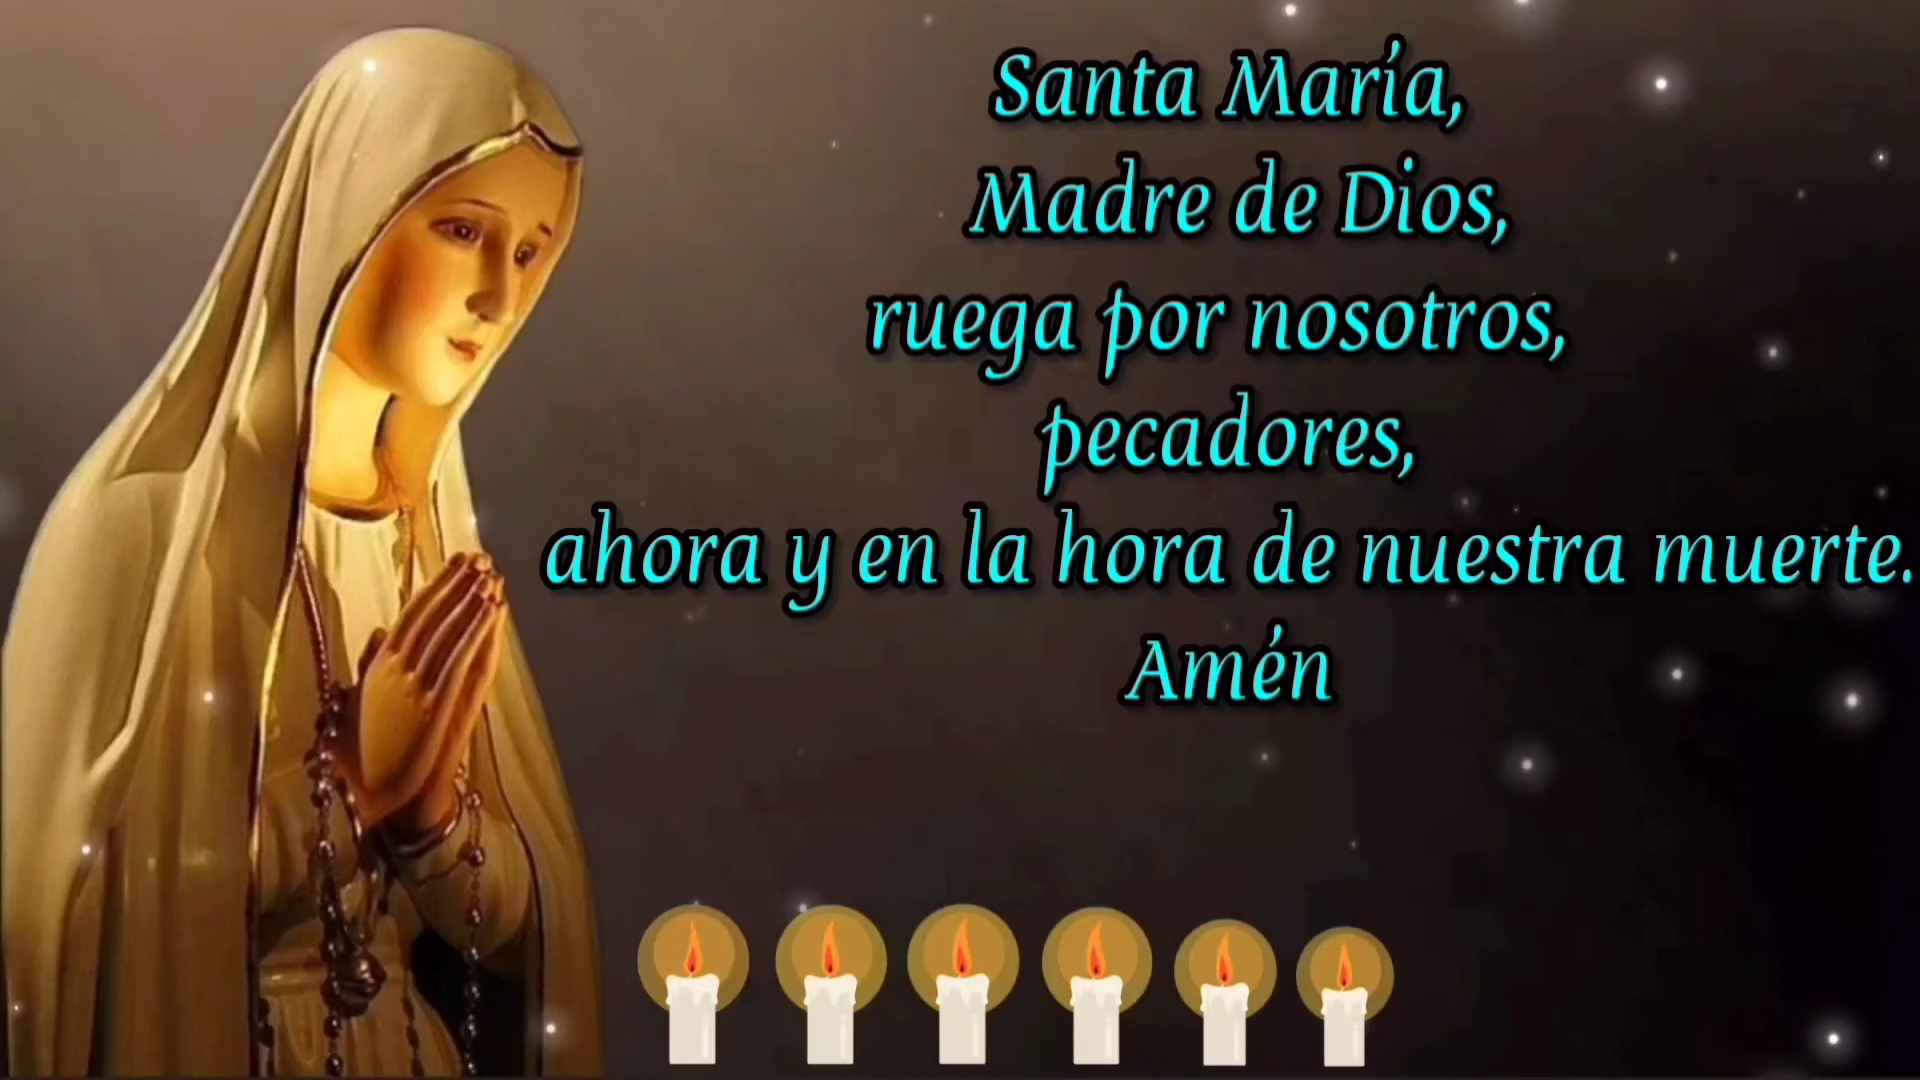 Santa María,
Madre de Dios,
ruega por nosotros,
pecadores,
ahora y en la hora de nuestra muerte.
Amén